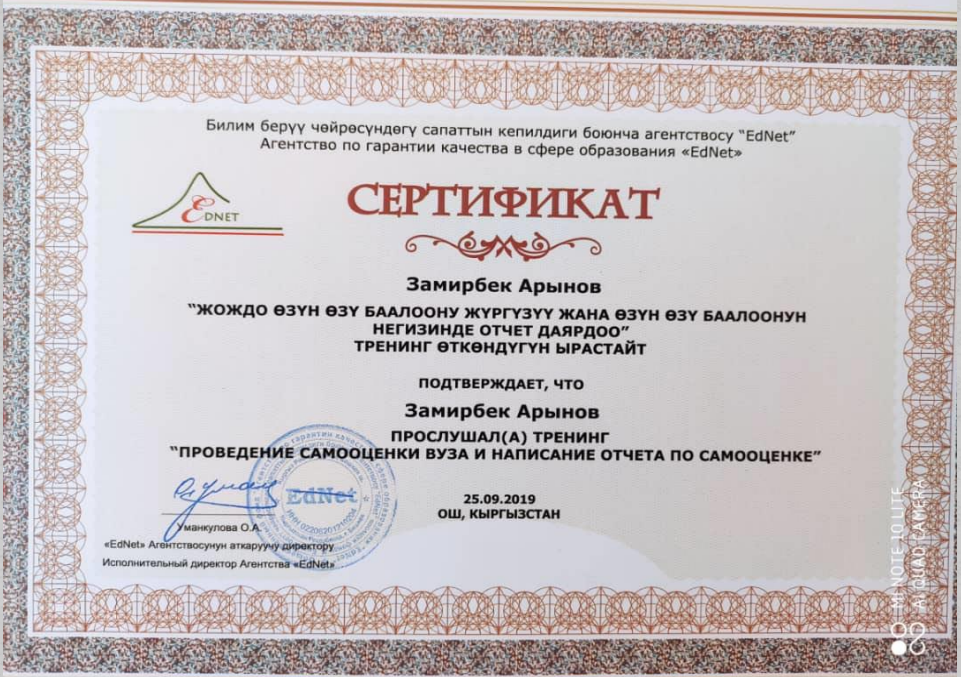 Билим берүү чөйрөсүндөгү сапаттын кепилдиги боюнча агентствосу “EdNet”
Агентство по гарантии качества в сфере образования «EdNet»
EDNET
СЕРТИФИКАТ
Замирбек Арынов
“ЖОЖДО ӨЗҮН ӨЗҮ БААЛООНУ ЖҮРГҮЗҮҮ ЖАНА ӨЗҮН ӨЗҮ БААЛООНУН
НЕГИЗИНДЕ ОТЧЕТ ДАЯРДОО”
ТРЕНИНГ ӨТКӨНДҮГҮН ЫРАСТАЙТ
ПОДТВЕРЖДАЕТ, ЧТО
Замирбек Арынов
ПРОСЛУШАЛ(А) ТРЕНИНГ
“ПРОВЕДЕНИЕ САМООЦЕНКИ ВУЗА И НАПИСАНИЕ ОТЧЕТА ПО САМООЦЕНКЕ”
EdNet
25.09.2019
ОШ, КЫРГЫЗСТАН
Уманкулова О.А.
«EdNet» Агентствосунун аткаруучу директору
Исполнительный директор Агентства «EdNet»
MI NOTE 10 LITE
AI QUAD CAMERA